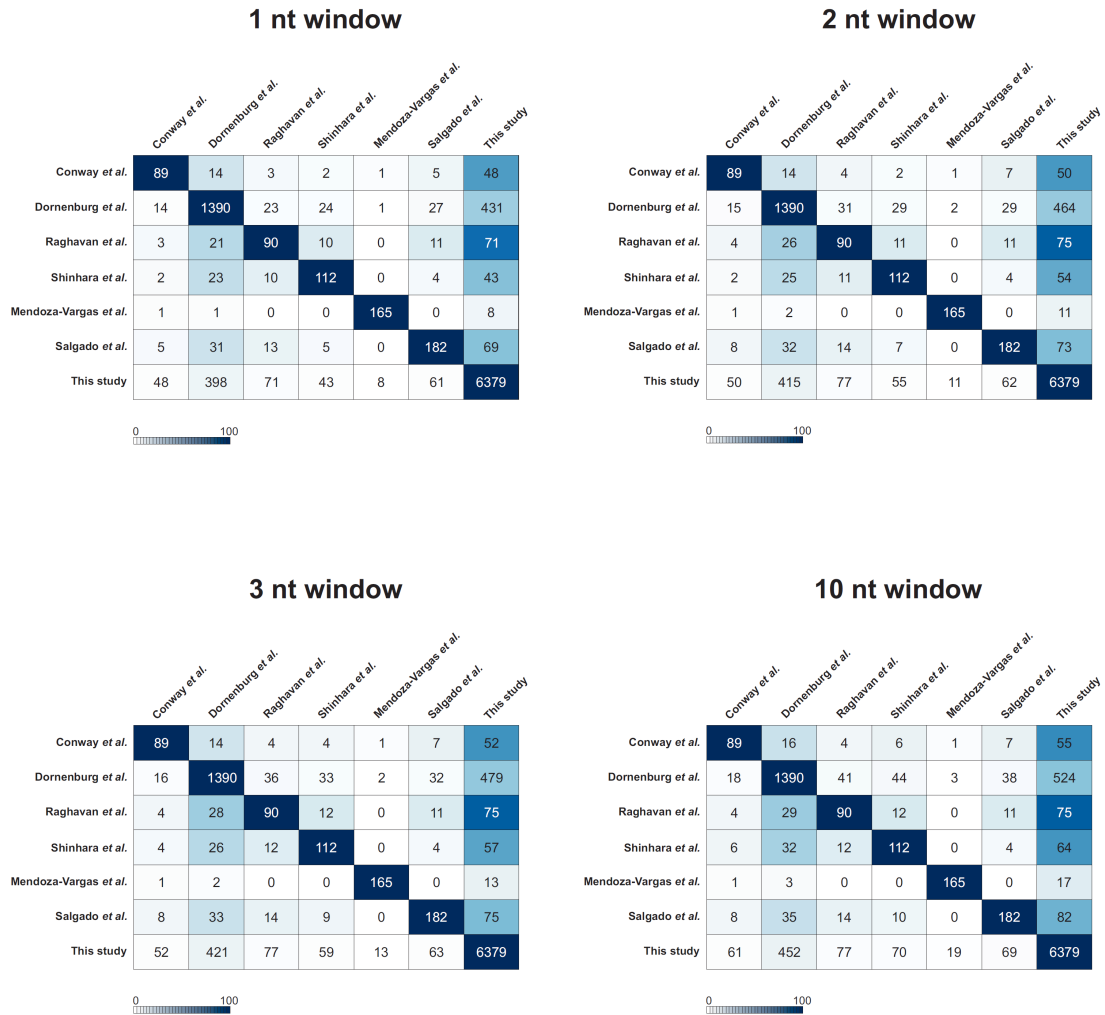 1 nt window
Conway et al.
Dornenburg et al.
Raghavan et al.
Shinhara et al.
Mendoza-Vargas et al.
Salgado et al.
This study
Conway et al. 89 14 3 2 1 5 48
Dornenburg et al. 14 1390 23 24 1 27 431
Raghavan et al. 3 21 90 10 0 11 71
Shinhara et al. 2 23 10 112 0 4 43
Mendoza-Vargas et al. 1 1 0 0 165 0 8
Salgado et al. 5 31 13 5 0 182 69
This study 48 398 71 43 8 61 6379
0 100
2 nt window
Conway et al.
Dornenburg et al.
Raghavan et al.
Shinhara et al.
Mendoza-Vargas et al.
Salgado et al.
This study
Conway et al. 89 14 4 2 1 7 50
Dornenburg et al. 15 1390 31 29 2 29 464
Raghavan et al. 4 26 90 11 0 11 75
Shinhara et al. 2 25 11 112 0 4 54
Mendoza-Vargas et al. 1 2 0 0 165 0 11
Salgado et al. 8 32 14 7 0 182 73
This study 50 415 77 55 11 62 6379
0 100
3 nt window
Conway et al.
Dornenburg et al.
Raghavan et al.
Shinhara et al.
Mendoza-Vargas et al.
Salgado et al.
This study
Conway et al. 89 14 4 4 1 7 52
Dornenburg et al. 16 1390 36 33 2 32 479
Raghavan et al. 4 28 90 12 0 11 75
Shinhara et al. 4 26 12 112 0 4 57
Mendoza-Vargas et al. 1 2 0 0 165 0 13
Salgado et al. 8 33 14 9 0 182 75
This study 52 421 77 59 13 63 6379
0 100
10 nt window
Conway et al.
Dornenburg et al.
Raghavan et al.
Shinhara et al.
Mendoza-Vargas et al.
Salgado et al.
This study
Conway et al. 89 16 4 6 1 7 55
Dornenburg et al. 18 1390 41 44 3 38 524
Raghavan et al. 4 29 90 12 0 11 75
Shinhara et al. 6 32 12 112 0 4 64
Mendoza-Vargas et al. 1 3 0 0 165 0 17
Salgado et al. 8 35 14 10 0 182 82
This study 61 452 77 70 19 69 6379
0 100